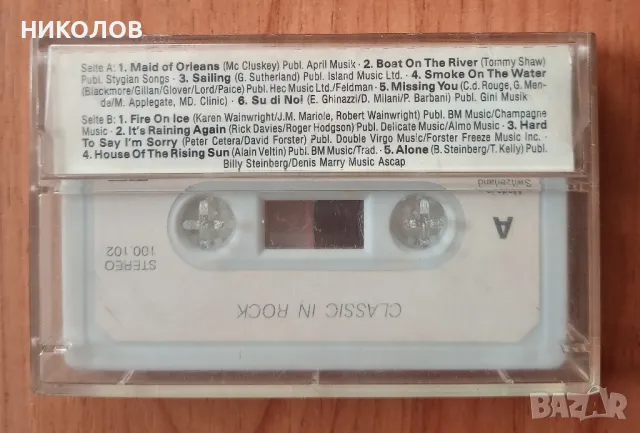 НИКОЛОВ
Seite A: 1. Maid of Orleans (Mc Cluskey) Publ. April Musik · 2. Boat On The River (Tommy Shaw)
Publ. Stygian Songs · 3. Sailing (G. Sutherland) Publ. Island Music Ltd. · 4. Smoke On The Water
(Blackmore/Gillan/Glover/Lord/Paice) Publ. Hec Music Ltd./Feldman · 5. Missing You (C.d. Rouge, G. Men-
de/M. Applegate, MD. Clinic) · 6. Su di Noi (E. Ghinazzi/D. Milani/P. Barbani) Publ. Gini Musik
Seite B: 1. Fire On Ice (Karen Wainwright/J.M. Mariole, Robert Wainwright) Publ. BM Music/Champagne
Music · 2. It's Raining Again (Rick Davies/Roger Hodgson) Publ. Delicate Music/Almo Music · 3. Hard
To Say I'm Sorry (Peter Cetera/David Forster) Publ. Double Virgo Music/Forster Freeze Music Inc. ·
4. House Of The Rising Sun (Alain Veltin) Publ. BM Music/Trad. · 5. Alone (B. Steinberg/T. Kelly) Publ.
Billy Steinberg/Denis Marry Music Ascap
Made in
Switzerland
A
STEREO
100.102
CLASSIC IN ROCK
BAZAR